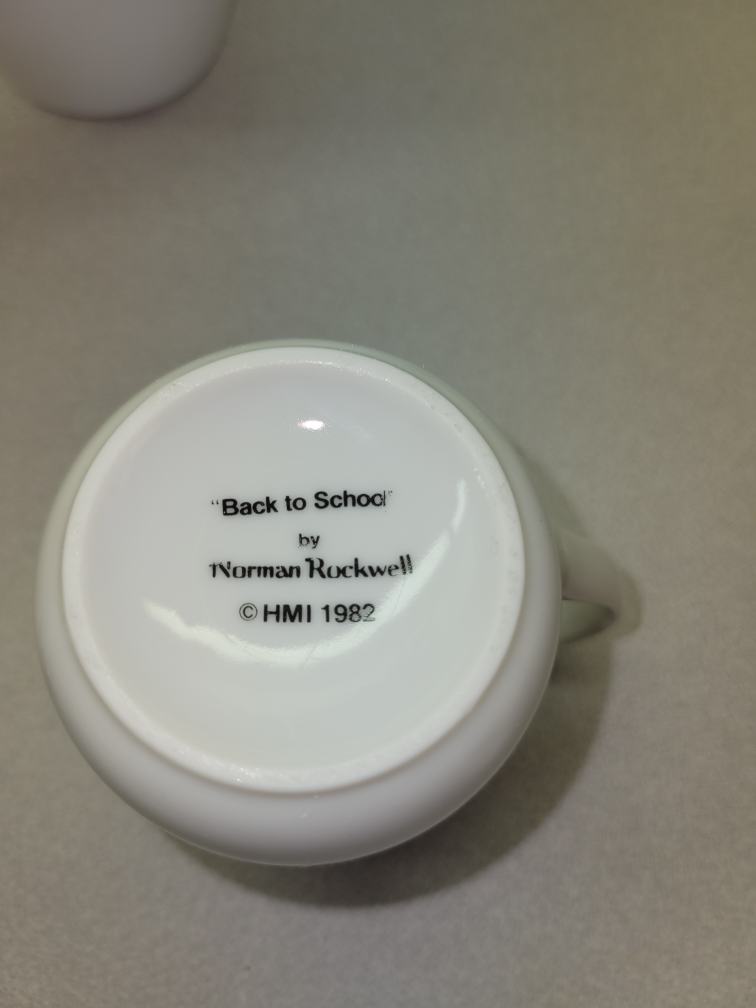 "Back to School"
by
Norman Rockwell
© HMI 1982